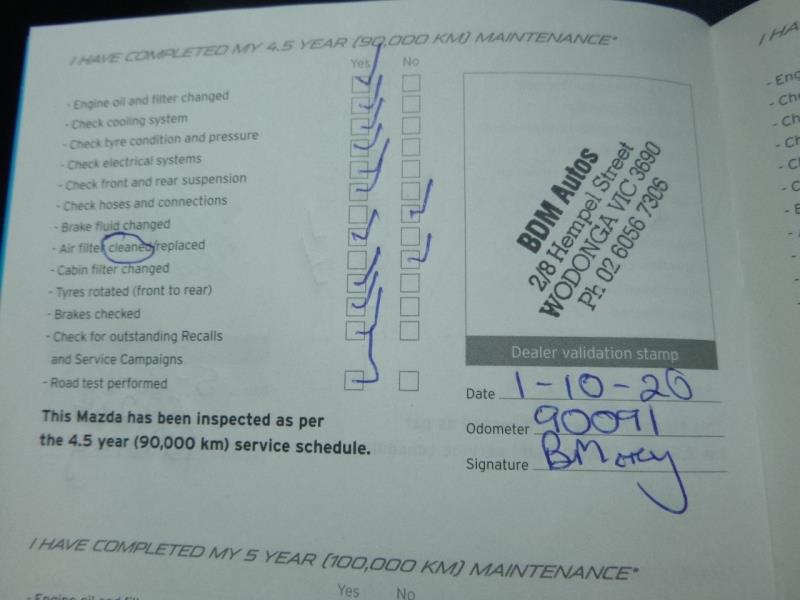 I HAVE COMPLETED MY 4.5 YEAR (90,000 KM) MAINTENANCE*
Yes No
- Engine oil and filter changed
- Check cooling system
- Check tyre condition and pressure
- Check electrical systems
- Check front and rear suspension
- Check hoses and connections
- Brake fluid changed
- Air filter cleaned/replaced
- Cabin filter changed
- Tyres rotated (front to rear)
- Brakes checked
- Check for outstanding Recalls
and Service Campaigns
- Road test performed
This Mazda has been inspected as per
the 4.5 year (90,000 km) service schedule.
BDM Autos
2/8 Hempel Street
WODONGA VIC 3690
Ph 02 6056 7306
Dealer validation stamp
Date 1-10-20
Odometer 90091
Signature
I HAVE COMPLETED MY 5 YEAR (100,000 KM) MAINTENANCE*
Yes No
- Engine oil and